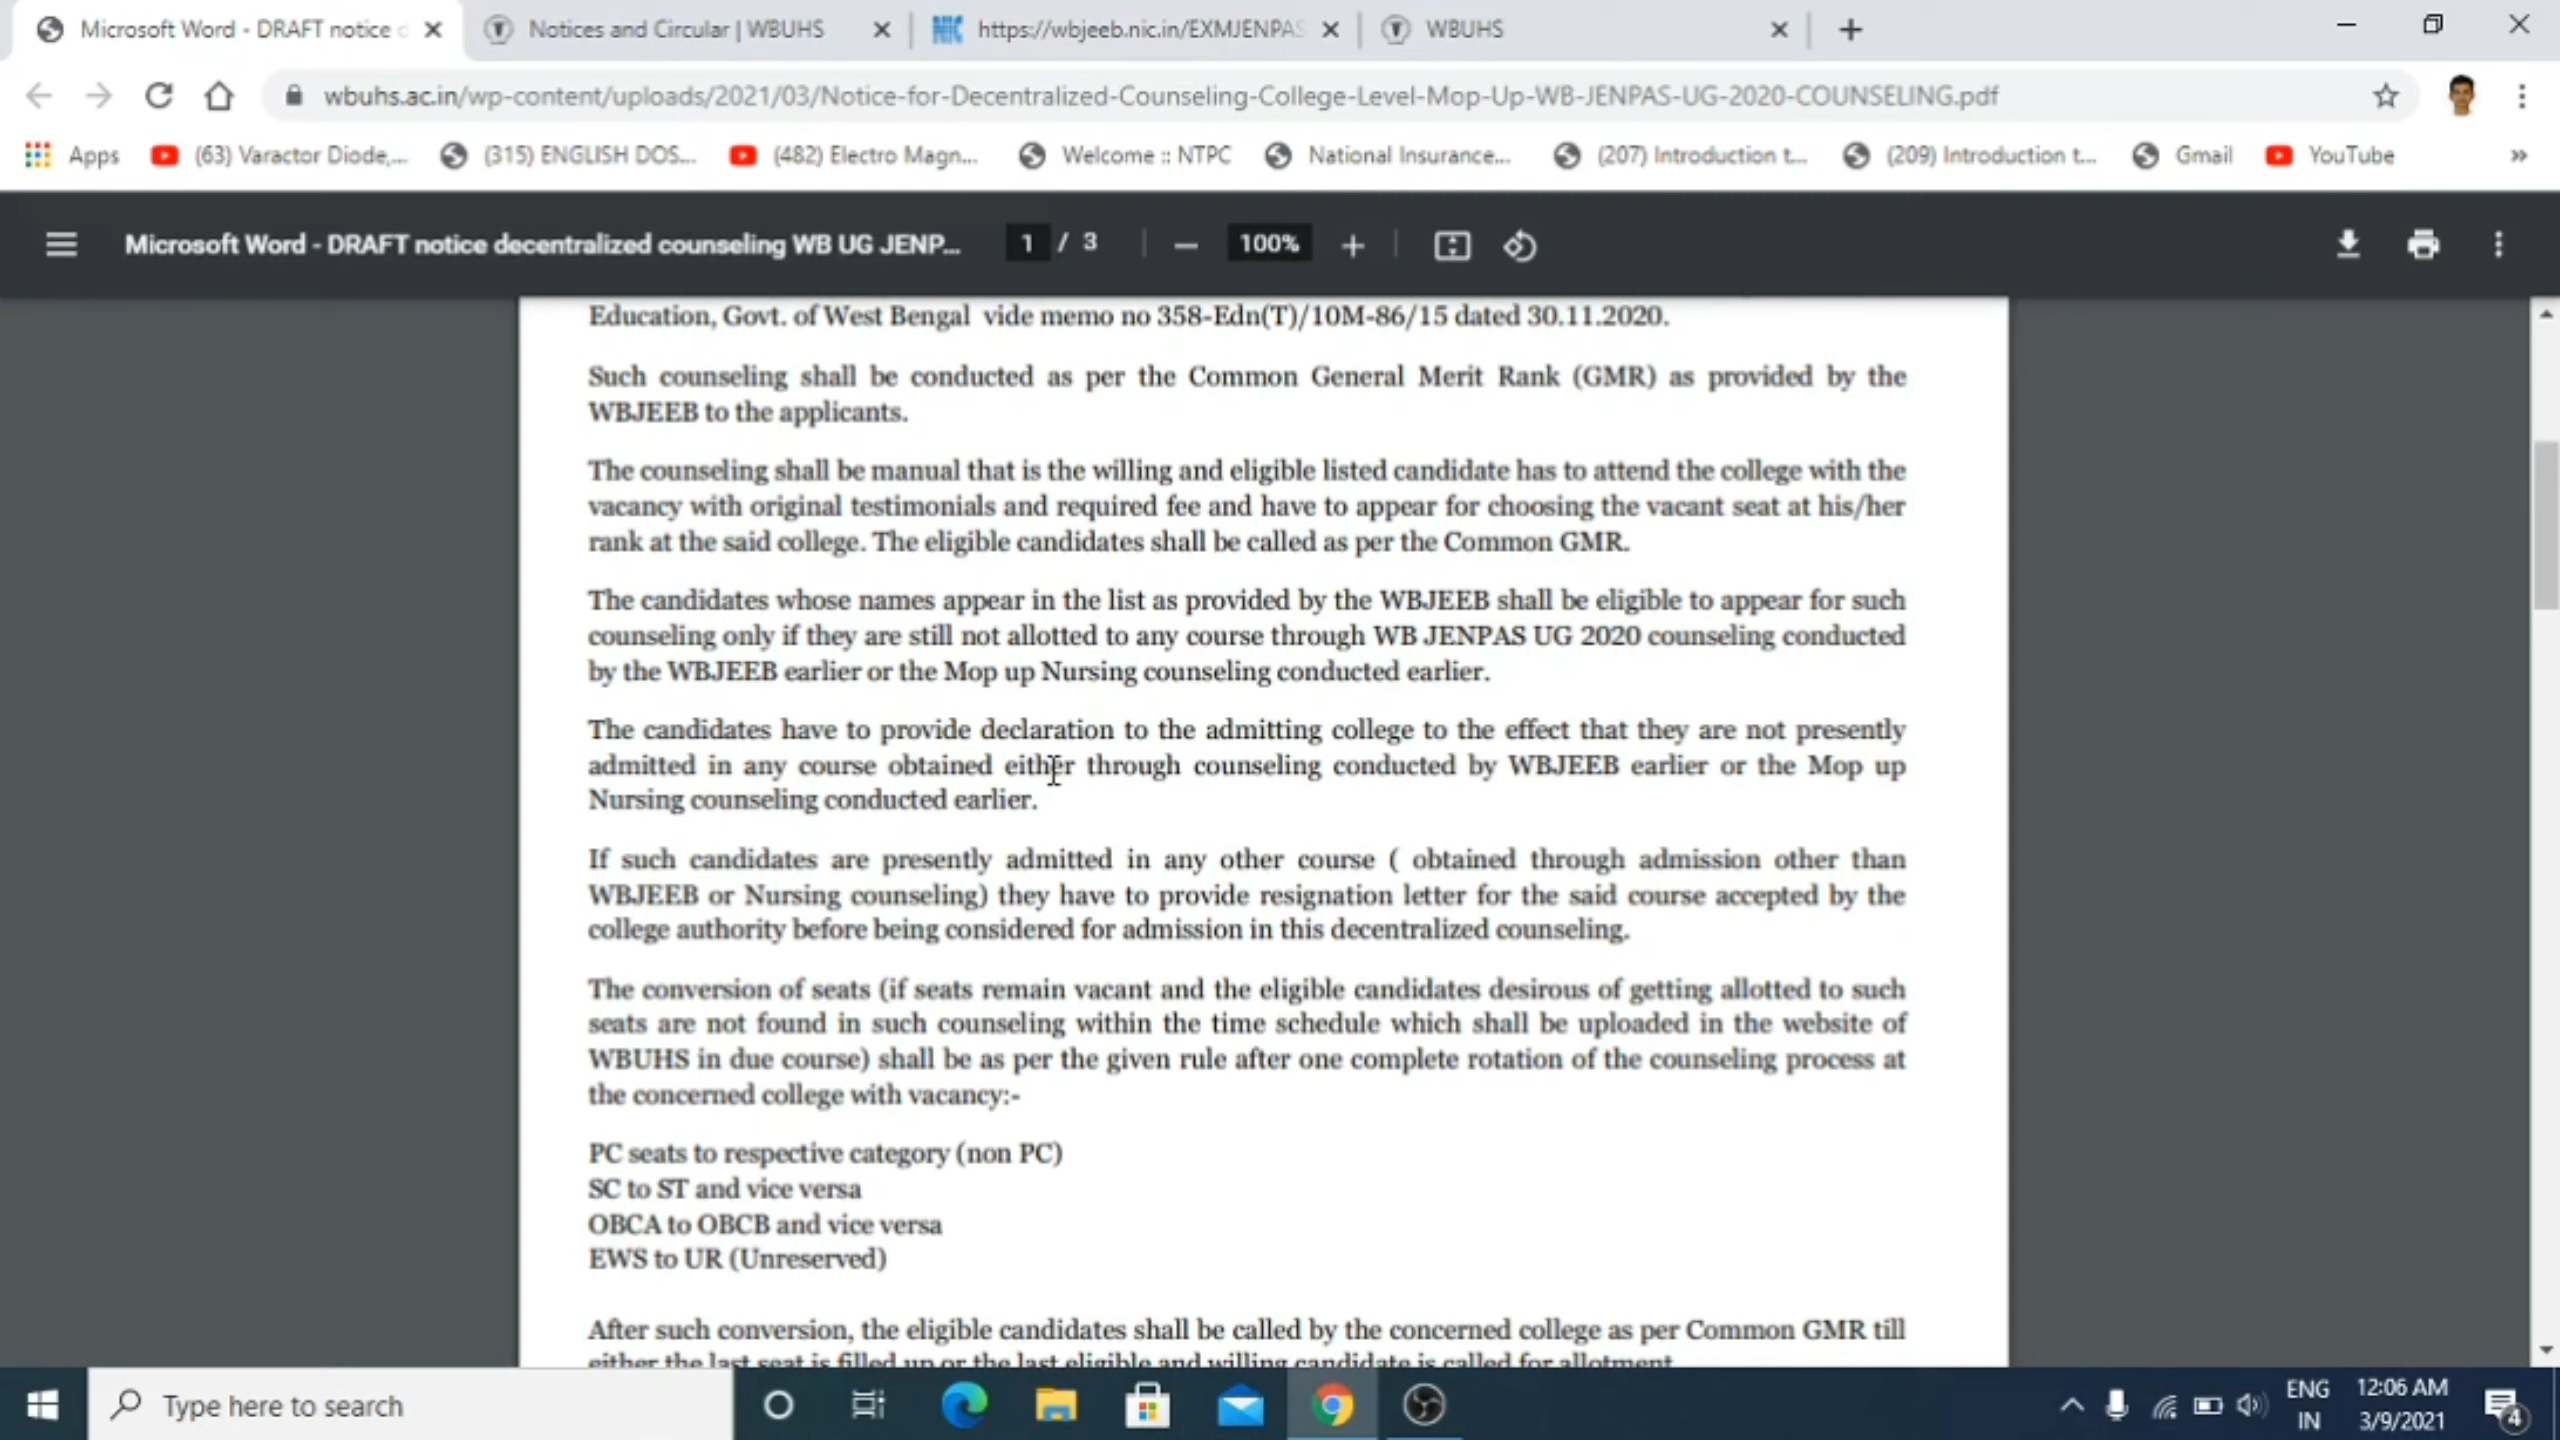 Microsoft Word - DRAFT notice
Notices and Circular | WBUHS
https://wbjeeb.nic.in/EXMJENPAS
WBUHS
wbuhs.ac.in/wp-content/uploads/2021/03/Notice-for-Decentralized-Counseling-College-Level-Mop-Up-WB-JENPAS-UG-2020-COUNSELING.pdf
Apps
(63) Varactor Diode,...
(315) ENGLISH DOS...
(482) Electro Magn...
Welcome :: NTPC
National Insurance...
(207) Introduction t...
(209) Introduction t...
Gmail
YouTube
»
Microsoft Word - DRAFT notice decentralized counseling WB UG JENP...
1 / 3
100%
Education, Govt. of West Bengal vide memo no 358-Edn(T)/10M-86/15 dated 30.11.2020.
Such counseling shall be conducted as per the Common General Merit Rank (GMR) as provided by the
WBJEEB to the applicants.
The counseling shall be manual that is the willing and eligible listed candidate has to attend the college with the
vacancy with original testimonials and required fee and have to appear for choosing the vacant seat at his/her
rank at the said college. The eligible candidates shall be called as per the Common GMR.
The candidates whose names appear in the list as provided by the WBJEEB shall be eligible to appear for such
counseling only if they are still not allotted to any course through WB JENPAS UG 2020 counseling conducted
by the WBJEEB earlier or the Mop up Nursing counseling conducted earlier.
The candidates have to provide declaration to the admitting college to the effect that they are not presently
admitted in any course obtained either through counseling conducted by WBJEEB earlier or the Mop up
Nursing counseling conducted earlier.
If such candidates are presently admitted in any other course ( obtained through admission other than
WBJEEB or Nursing counseling) they have to provide resignation letter for the said course accepted by the
college authority before being considered for admission in this decentralized counseling.
The conversion of seats (if seats remain vacant and the eligible candidates desirous of getting allotted to such
seats are not found in such counseling within the time schedule which shall be uploaded in the website of
WBUHS in due course) shall be as per the given rule after one complete rotation of the counseling process at
the concerned college with vacancy:-
PC seats to respective category (non PC)
SC to ST and vice versa
OBCA to OBCB and vice versa
EWS to UR (Unreserved)
After such conversion, the eligible candidates shall be called by the concerned college as per Common GMR till
either the last seat is filled up or the last eligible and willing candidate is called for allotment
Type here to search
ENG
IN
12:06 AM
3/9/2021
4